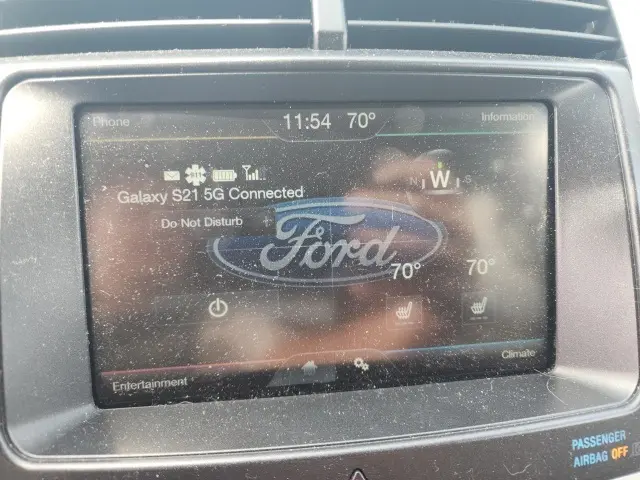 Phone
11:54 70°
Information
911
N W S
Galaxy S21 5G Connected
Do Not Disturb
Ford
70°
70°
Entertainment
Climate
PASSENGER
AIRBAG OFF